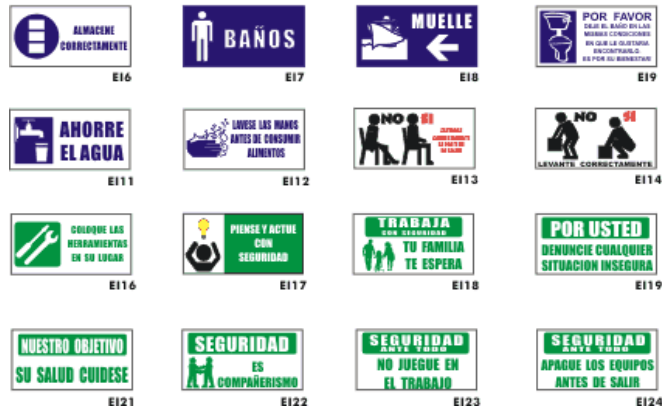 ALMACENE
CORRECTAMENTE
EI6
BAÑOS
EI7
MUELLE
EI8
POR FAVOR
DEJE EL BAÑO EN LAS
MISMAS CONDICIONES
EN QUE LE GUSTARIA
ENCONTRARLO.
ES POR SU BIENESTAR
EI9
AHORRE
EL AGUA
EI11
LAVESE LAS MANOS
ANTES DE CONSUMIR
ALIMENTOS
EI12
NO SI
EI13
NO SI
LEVANTE CORRECTAMENTE
EI14
COLOQUE LAS
HERRAMIENTAS
EN SU LUGAR
EI16
PIENSE Y ACTUE
CON
SEGURIDAD
EI17
TRABAJA
CON SEGURIDAD
TU FAMILIA
TE ESPERA
EI18
POR USTED
DENUNCIE CUALQUIER
SITUACION INSEGURA
EI19
NUESTRO OBJETIVO
SU SALUD CUIDESE
EI21
SEGURIDAD
ES
COMPAÑERISMO
EI22
SEGURIDAD
ANTE TODO
NO JUEGUE EN
EL TRABAJO
EI23
SEGURIDAD
ANTE TODO
APAGUE LOS EQUIPOS
ANTES DE SALIR
EI24